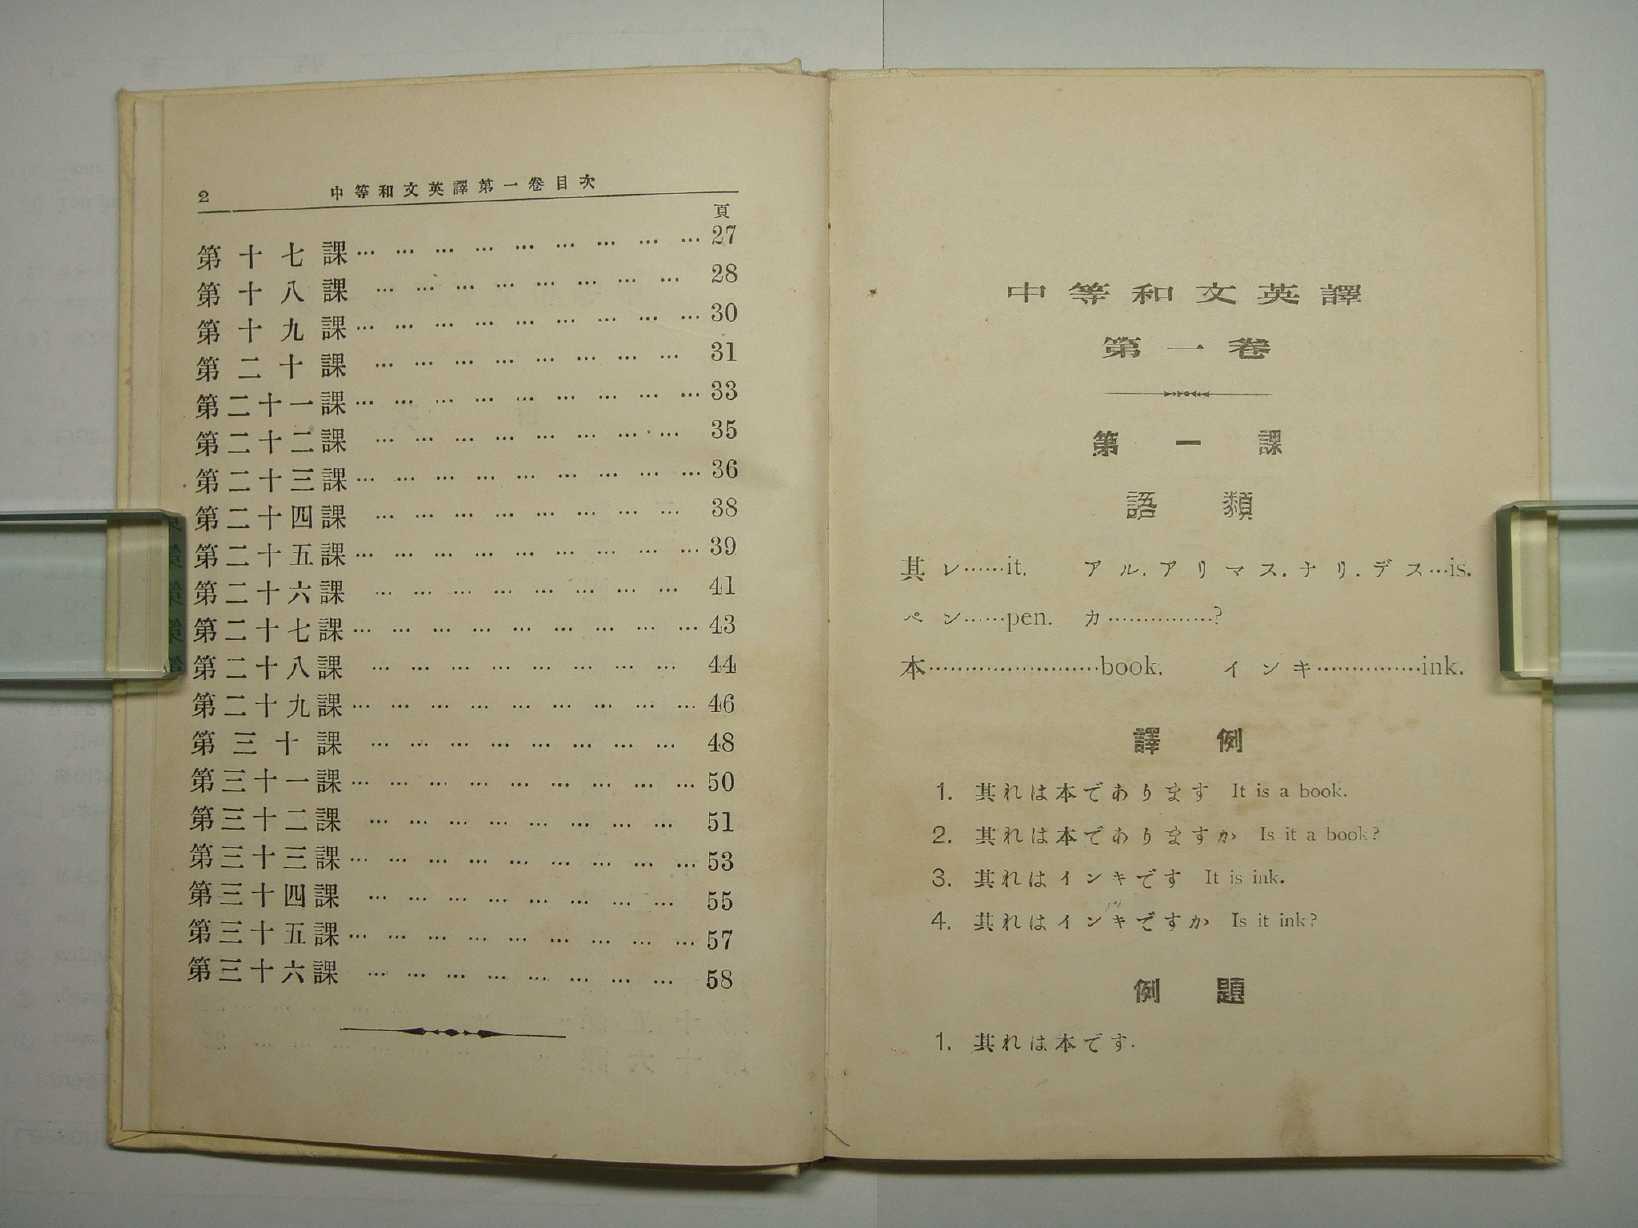 2 中等和文英譯第一卷目次
頁
第十七課… … … … … … … … …27
第十八課 … … … … … … … … 28
第十九課… … … … … … … … …30
第二十課 … … … … … … … … 31
第二十一課… … … … … … … … …33
第二十二課 … … … … … … … … 35
第二十三課… … … … … … … … …36
第二十四課 … … … … … … … … 38
第二十五課… … … … … … … … …39
第二十六課 … … … … … … … … 41
第二十七課… … … … … … … … …43
第二十八課 … … … … … … … … 44
第二十九課… … … … … … … … …46
第三十課 … … … … … … … … 48
第三十一課… … … … … … … … …50
第三十二課 … … … … … … … … 51
第三十三課… … … … … … … … …53
第三十四課 … … … … … … … … 55
第三十五課… … … … … … … … …57
第三十六課 … … … … … … … … 58
中等和文英譯
第一卷
第一課
語類
其レ……it. アル.アリマス.ナリ.デス…is.
ペン……pen. カ……………?
本……………………book. インキ……………ink.
譯例
1. 其れは本であります It is a book.
2. 其れは本でありますか Is it a book?
3. 其れはインキです It is ink.
4. 其れはインキですか Is it ink?
例題
1. 其れは本です.